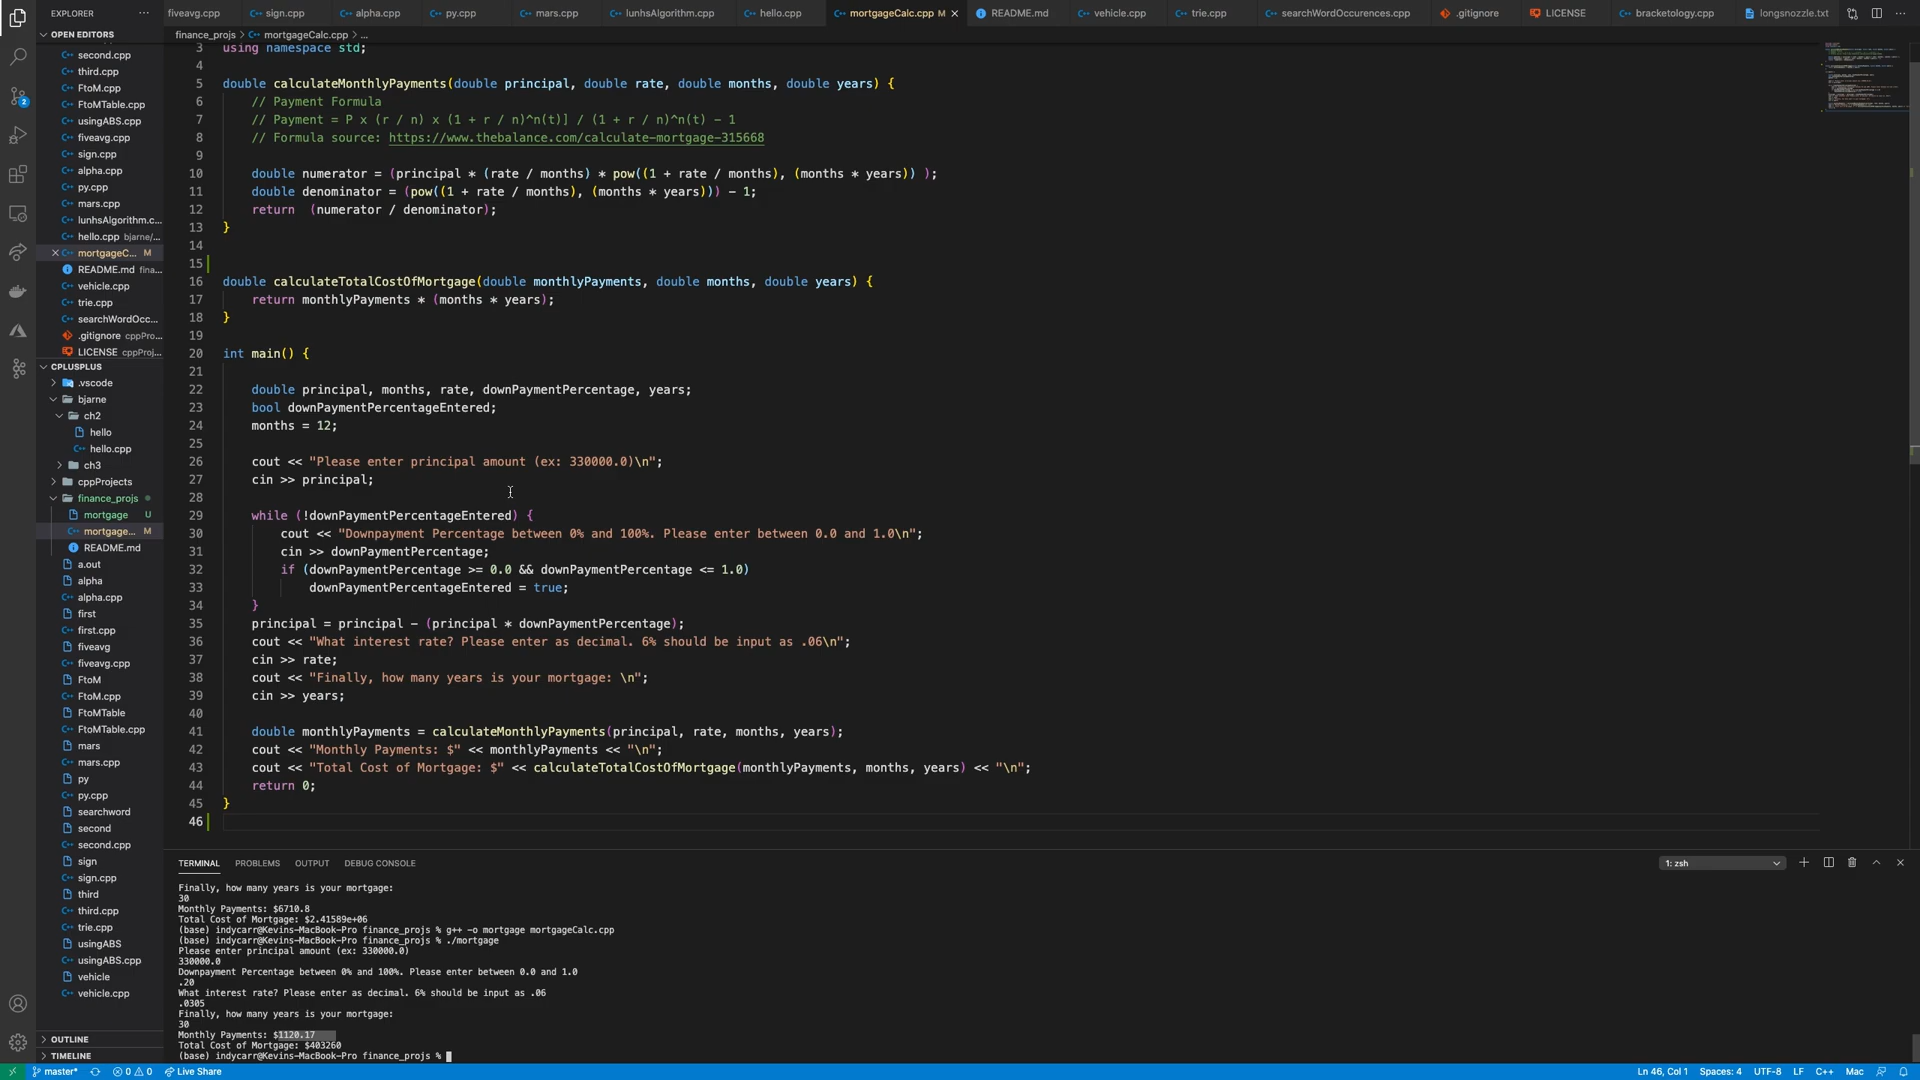 EXPLORER
···
fiveavg.cpp
sign.cpp
alpha.cpp
py.cpp
mars.cpp
lunhsAlgorithm.cpp
hello.cpp
mortgageCalc.cpp M
README.md
vehicle.cpp
trie.cpp
searchWordOccurences.cpp
.gitignore
LICENSE
bracketology.cpp
longsnozzle.txt
OPEN EDITORS
second.cpp
third.cpp
FtoM.cpp
FtoMTable.cpp
usingABS.cpp
fiveavg.cpp
sign.cpp
alpha.cpp
py.cpp
mars.cpp
lunhsAlgorithm.c...
hello.cpp bjarne/...
mortgageC... M
README.md fina...
vehicle.cpp
trie.cpp
searchWordOcc...
.gitignore cppPro...
LICENSE cppProj...
CPLUSPLUS
.vscode
bjarne
ch2
hello
hello.cpp
ch3
cppProjects
finance_projs
mortgage U
mortgage... M
README.md
a.out
alpha
alpha.cpp
first
first.cpp
fiveavg
fiveavg.cpp
FtoM
FtoM.cpp
FtoMTable
FtoMTable.cpp
mars
mars.cpp
py
py.cpp
searchword
second
second.cpp
sign
sign.cpp
third
third.cpp
trie.cpp
usingABS
usingABS.cpp
vehicle
vehicle.cpp
OUTLINE
TIMELINE
finance_projs > mortgageCalc.cpp > ...
3 using namespace std;
4
5 double calculateMonthlyPayments(double principal, double rate, double months, double years) {
6 // Payment Formula
7 // Payment = P x (r / n) x (1 + r / n)^n(t)] / (1 + r / n)^n(t) - 1
8 // Formula source: https://www.thebalance.com/calculate-mortgage-315668
9
10 double numerator = (principal * (rate / months) * pow((1 + rate / months), (months * years)) );
11 double denominator = (pow((1 + rate / months), (months * years))) - 1;
12 return  (numerator / denominator);
13 }
14
15
16 double calculateTotalCostOfMortgage(double monthlyPayments, double months, double years) {
17 return monthlyPayments * (months * years);
18 }
19
20 int main() {
21
22 double principal, months, rate, downPaymentPercentage, years;
23 bool downPaymentPercentageEntered;
24 months = 12;
25
26 cout << "Please enter principal amount (ex: 330000.0)\n";
27 cin >> principal;
28
29 while (!downPaymentPercentageEntered) {
30 cout << "Downpayment Percentage between 0% and 100%. Please enter between 0.0 and 1.0\n";
31 cin >> downPaymentPercentage;
32 if (downPaymentPercentage >= 0.0 && downPaymentPercentage <= 1.0)
33 downPaymentPercentageEntered = true;
34 }
35 principal = principal - (principal * downPaymentPercentage);
36 cout << "What interest rate? Please enter as decimal. 6% should be input as .06\n";
37 cin >> rate;
38 cout << "Finally, how many years is your mortgage: \n";
39 cin >> years;
40
41 double monthlyPayments = calculateMonthlyPayments(principal, rate, months, years);
42 cout << "Monthly Payments: $" << monthlyPayments << "\n";
43 cout << "Total Cost of Mortgage: $" << calculateTotalCostOfMortgage(monthlyPayments, months, years) << "\n";
44 return 0;
45 }
46
TERMINAL PROBLEMS OUTPUT DEBUG CONSOLE
1: zsh
Finally, how many years is your mortgage:
30
Monthly Payments: $6710.8
Total Cost of Mortgage: $2.41589e+06
(base) indycarr@Kevins-MacBook-Pro finance_projs % g++ -o mortgage mortgageCalc.cpp
(base) indycarr@Kevins-MacBook-Pro finance_projs % ./mortgage
Please enter principal amount (ex: 330000.0)
330000.0
Downpayment Percentage between 0% and 100%. Please enter between 0.0 and 1.0
.20
What interest rate? Please enter as decimal. 6% should be input as .06
.0305
Finally, how many years is your mortgage:
30
Monthly Payments: $1120.17
Total Cost of Mortgage: $403260
(base) indycarr@Kevins-MacBook-Pro finance_projs %
2
master*
0 0
Live Share
Ln 46, Col 1
Spaces: 4
UTF-8
LF
C++
Mac